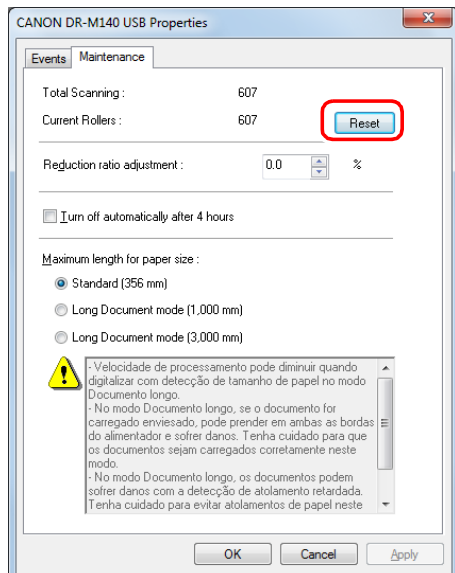 CANON DR-M140 USB Properties
Events Maintenance
Total Scanning : 607
Current Rollers : 607 Reset
Reduction ratio adjustment : 0.0 %
Turn off automatically after 4 hours
Maximum length for paper size :
Standard (356 mm)
Long Document mode (1,000 mm)
Long Document mode (3,000 mm)
- Velocidade de processamento pode diminuir quando
digitalizar com detecção de tamanho de papel no modo
Documento longo.
- No modo Documento longo, se o documento for
carregado enviesado, pode prender em ambas as bordas
do alimentador e sofrer danos. Tenha cuidado para que
os documentos sejam carregados corretamente neste
modo.
- No modo Documento longo, os documentos podem
sofrer danos com a detecção de atolamento retardada.
Tenha cuidado para evitar atolamentos de papel neste
OK Cancel Apply